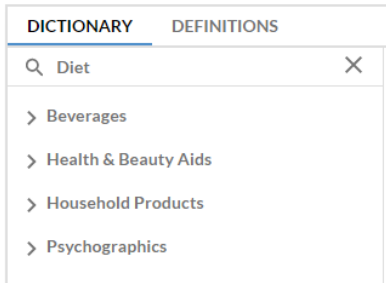 DICTIONARY DEFINITIONS
Diet
Beverages
Health & Beauty Aids
Household Products
Psychographics